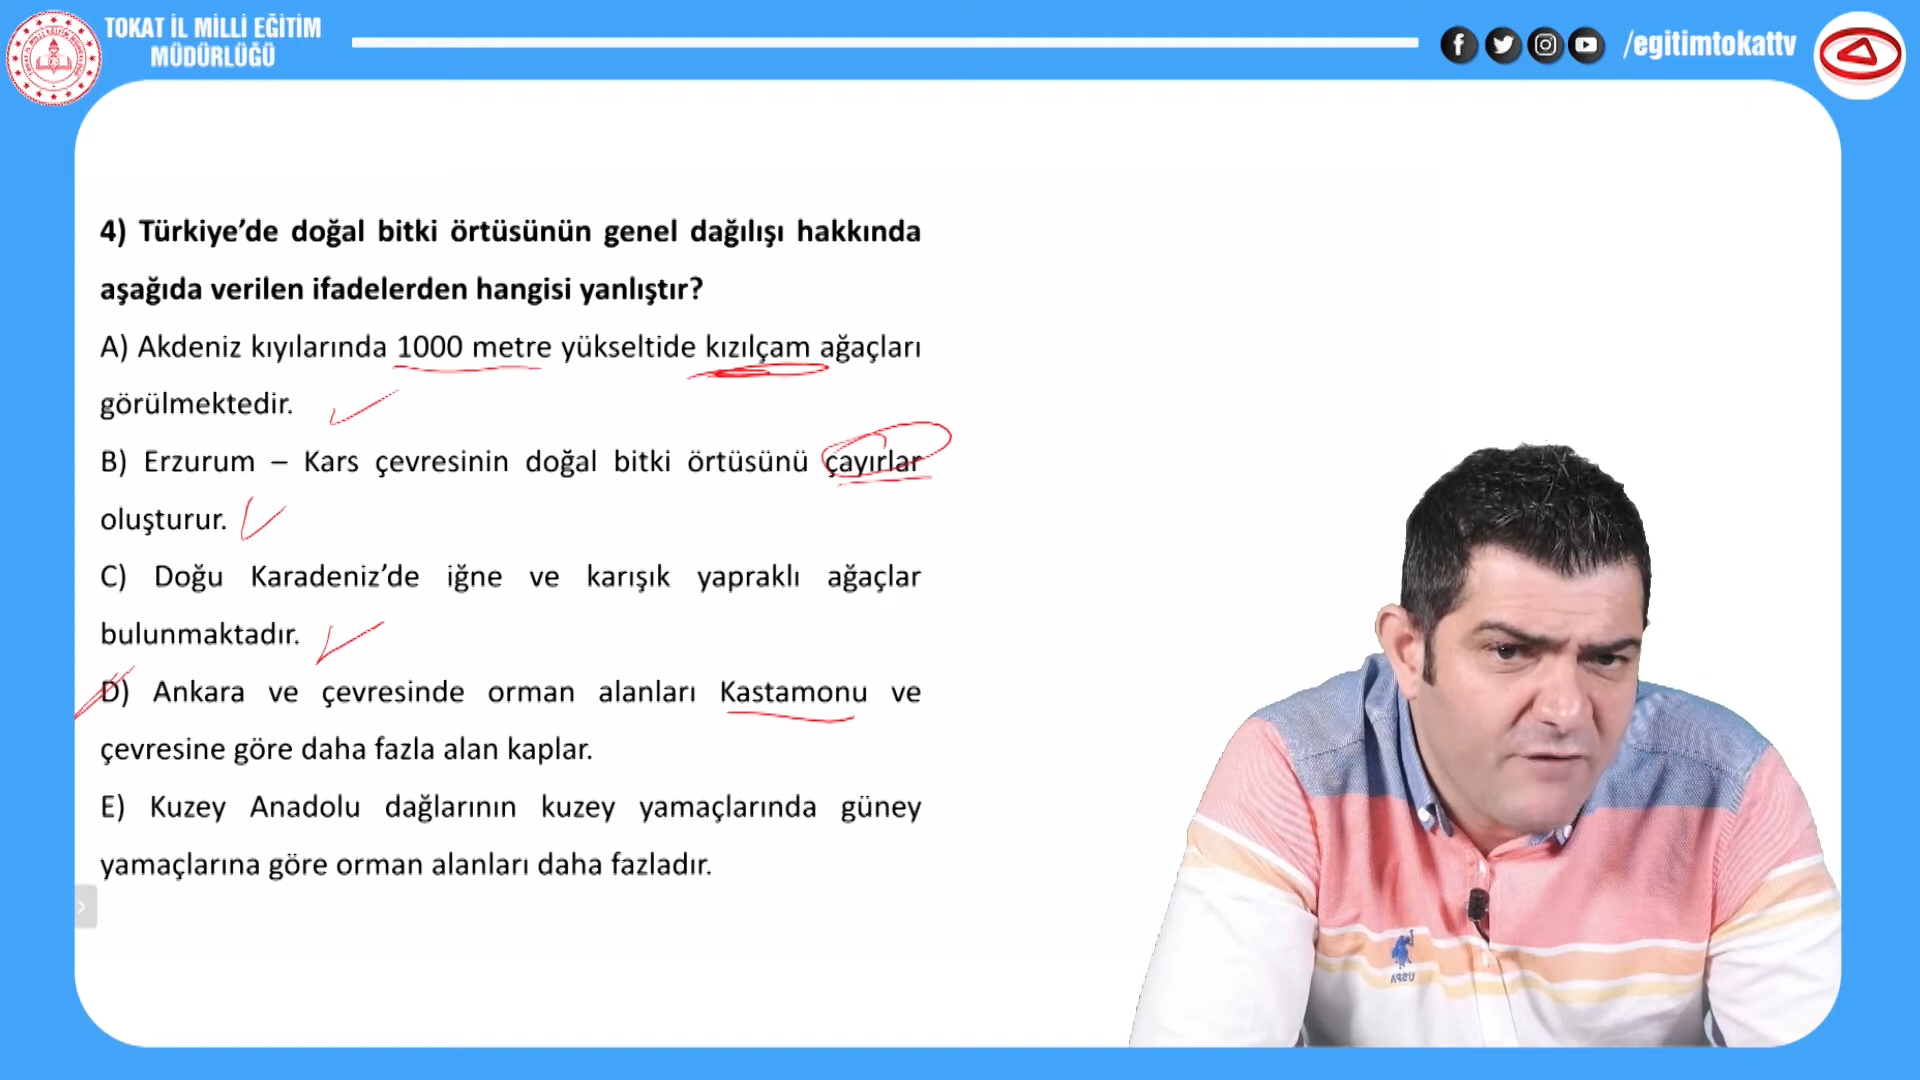 TOKAT İL MİLLİ EĞİTİM
MÜDÜRLÜĞÜ
/egitimtokattv
4) Türkiye’de doğal bitki örtüsünün genel dağılışı hakkında
aşağıda verilen ifadelerden hangisi yanlıştır?
A) Akdeniz kıyılarında 1000 metre yükseltide kızılçam ağaçları
görülmektedir.
B) Erzurum – Kars çevresinin doğal bitki örtüsünü çayırlar
oluşturur.
C) Doğu Karadeniz’de iğne ve karışık yapraklı ağaçlar
bulunmaktadır.
D) Ankara ve çevresinde orman alanları Kastamonu ve
çevresine göre daha fazla alan kaplar.
E) Kuzey Anadolu dağlarının kuzey yamaçlarında güney
yamaçlarına göre orman alanları daha fazladır.
USPA